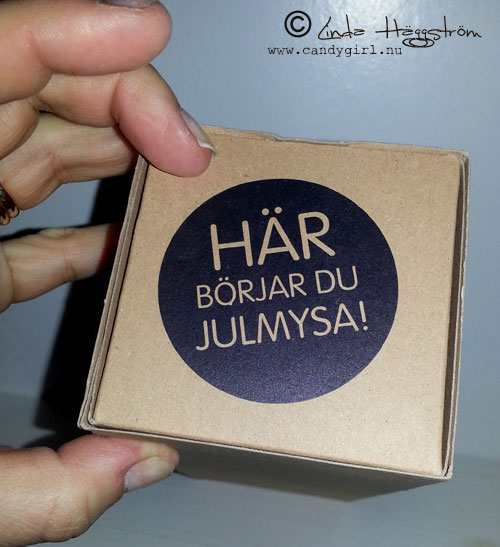 © Linda Häggström
www.candygirl.nu
HÄR
BÖRJAR DU
JULMYSA!